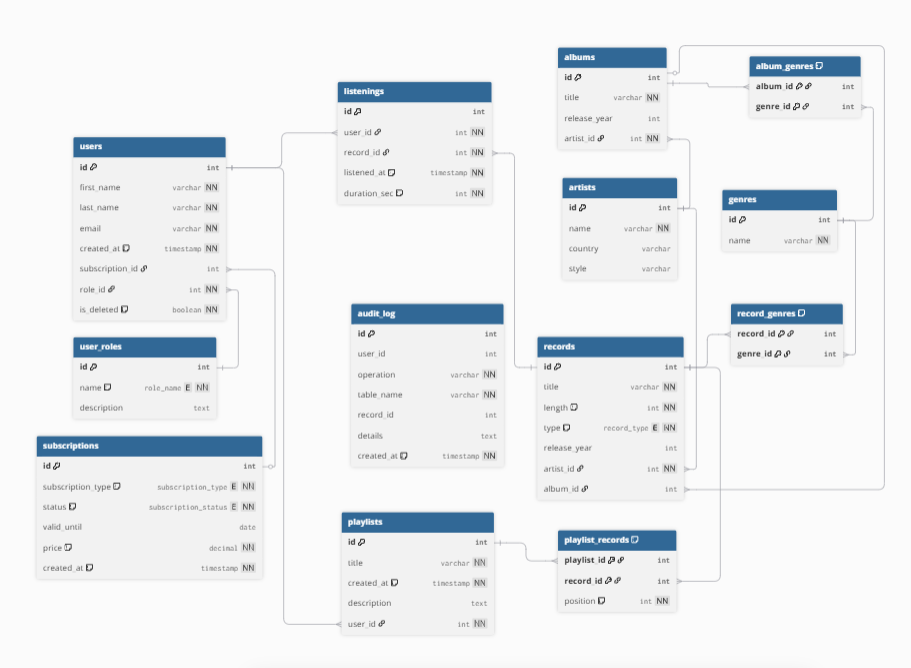 users
id int
first_name varchar NN
last_name varchar NN
email varchar NN
created_at timestamp NN
subscription_id int
role_id int NN
is_deleted boolean NN
user_roles
id int
name role_name E NN
description text
subscriptions
id int
subscription_type subscription_type E NN
status subscription_status E NN
valid_until date
price decimal NN
created_at timestamp NN
listenings
id int
user_id int NN
record_id int NN
listened_at timestamp NN
duration_sec int NN
audit_log
id int
user_id int
operation varchar NN
table_name varchar NN
record_id int
details text
created_at timestamp NN
playlists
id int
title varchar NN
created_at timestamp NN
description text
user_id int NN
albums
id int
title varchar NN
release_year int
artist_id int NN
artists
id int
name varchar NN
country varchar
style varchar
records
id int
title varchar NN
length int NN
type record_type E NN
release_year int
artist_id int NN
album_id int
playlist_records
playlist_id int
record_id int
position int NN
album_genres
album_id int
genre_id int
genres
id int
name varchar NN
record_genres
record_id int
genre_id int